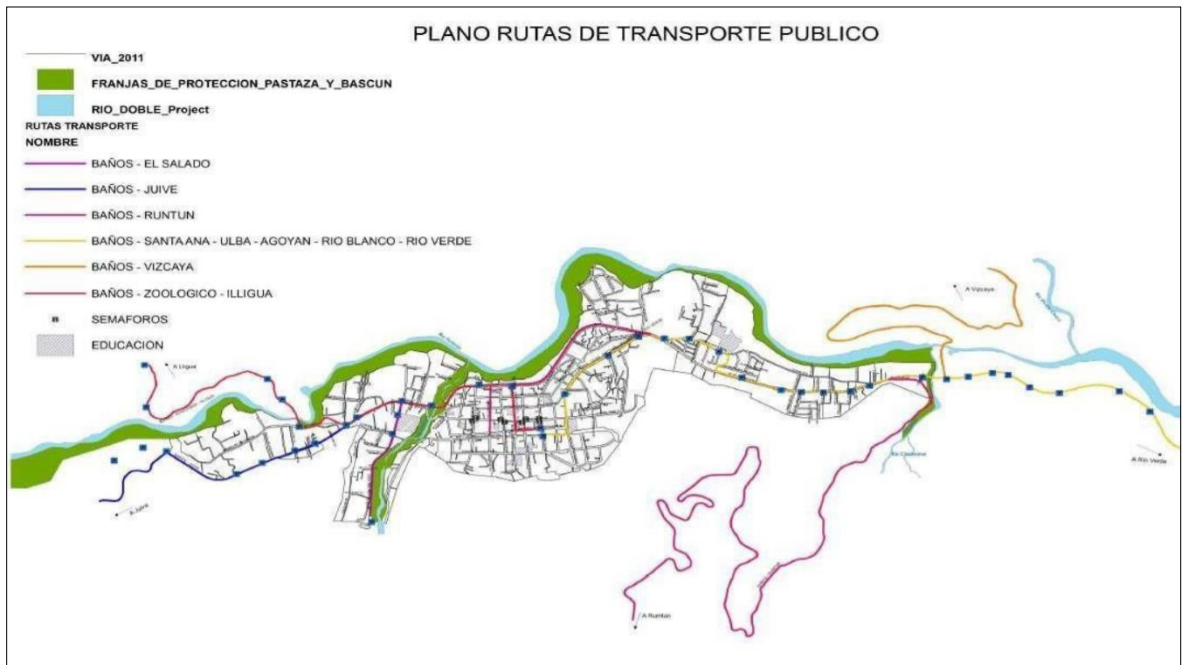 PLANO RUTAS DE TRANSPORTE PUBLICO
VIA_2011
FRANJAS_DE_PROTECCION_PASTAZA_Y_BASCUN
RIO_DOBLE_Project
RUTAS TRANSPORTE
NOMBRE
BAÑOS - EL SALADO
BAÑOS - JUIVE
BAÑOS - RUNTUN
BAÑOS - SANTA ANA - ULBA - AGOYAN - RIO BLANCO - RIO VERDE
BAÑOS - VIZCAYA
BAÑOS - ZOOLOGICO - ILLIGUA
SEMAFOROS
EDUCACION
A Vizcaya
A Rio Verde
A Juive
A Runtun